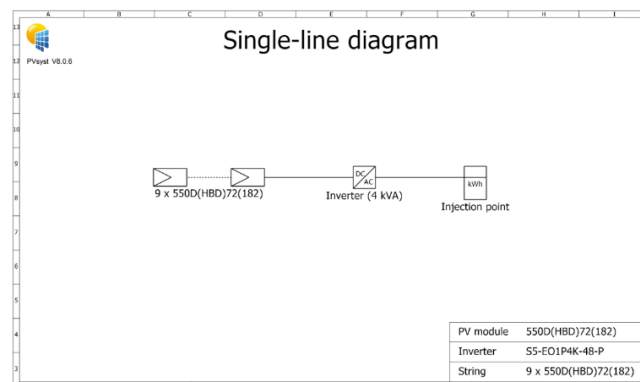 A B C D E F G H I
13
Single-line diagram
12
PVsyst V8.0.6
11
10
9
DC
AC
kWh
9 x 550D(HBD)72(182)
Inverter (4 kVA)
Injection point
8
7
6
5
PV module 550D(HBD)72(182)
4
Inverter S5-EO1P4K-48-P
String 9 x 550D(HBD)72(182)
3